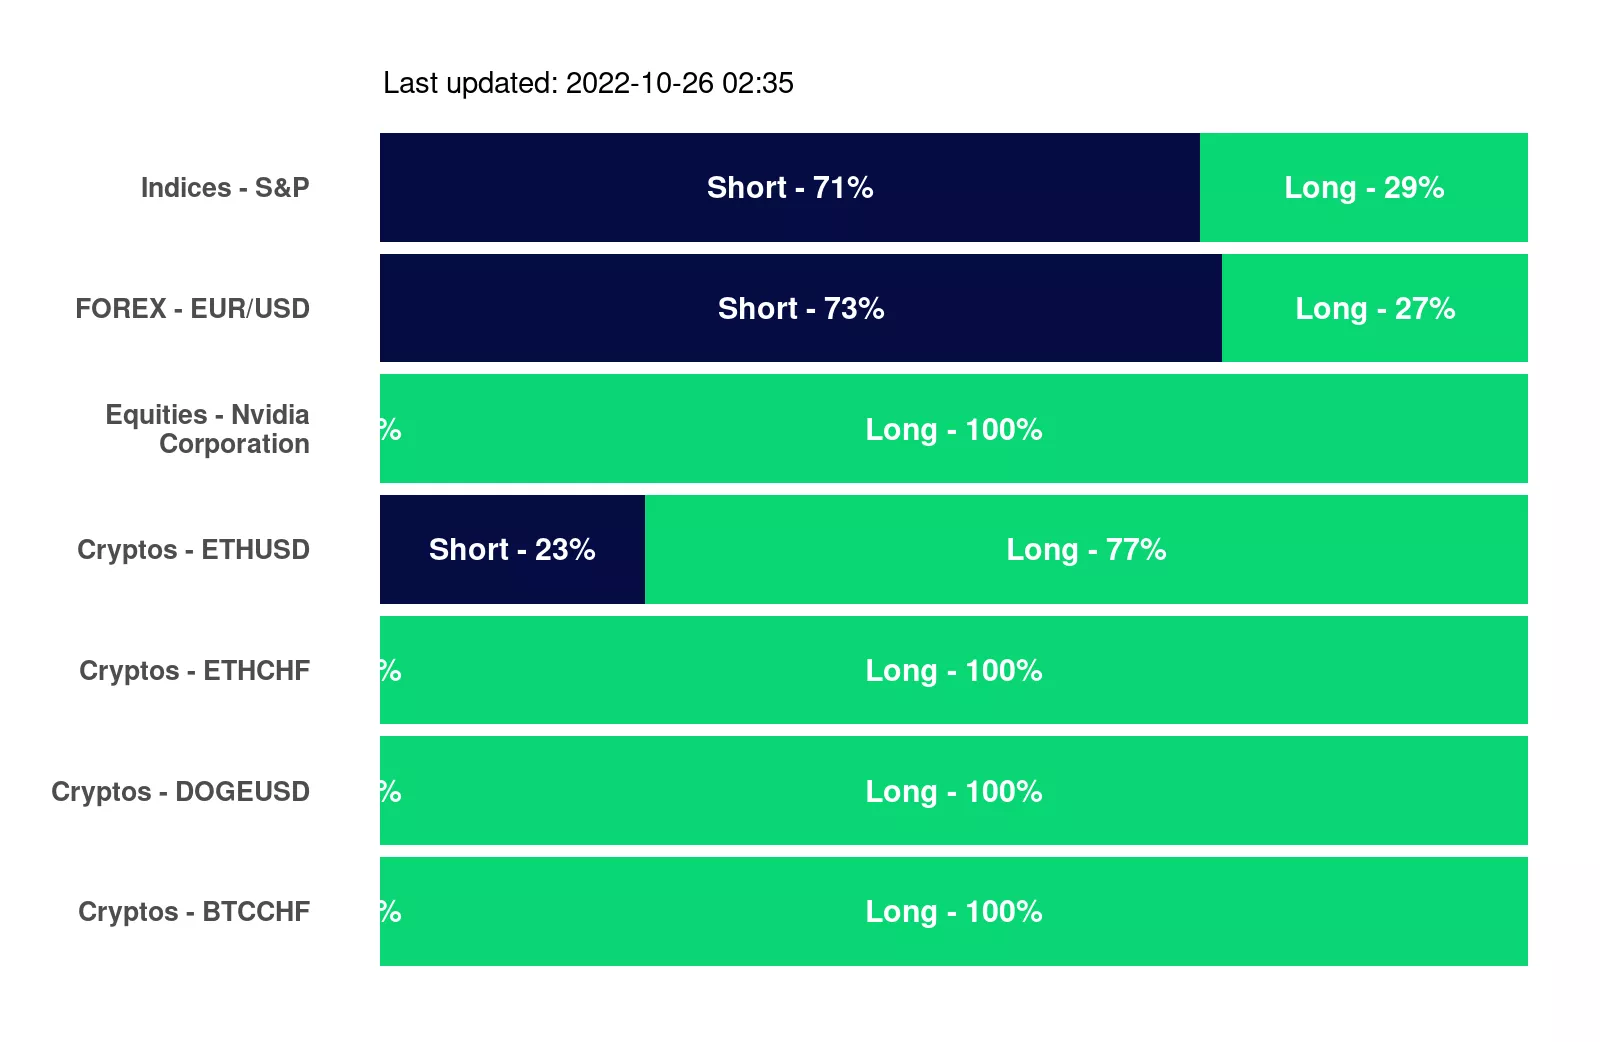 Last updated: 2022-10-26 02:35
Indices - S&P
Short - 71%
Long - 29%
FOREX - EUR/USD
Short - 73%
Long - 27%
Equities - Nvidia
Corporation
%
Long - 100%
Cryptos - ETHUSD
Short - 23%
Long - 77%
Cryptos - ETHCHF
%
Long - 100%
Cryptos - DOGEUSD
%
Long - 100%
Cryptos - BTCCHF
%
Long - 100%